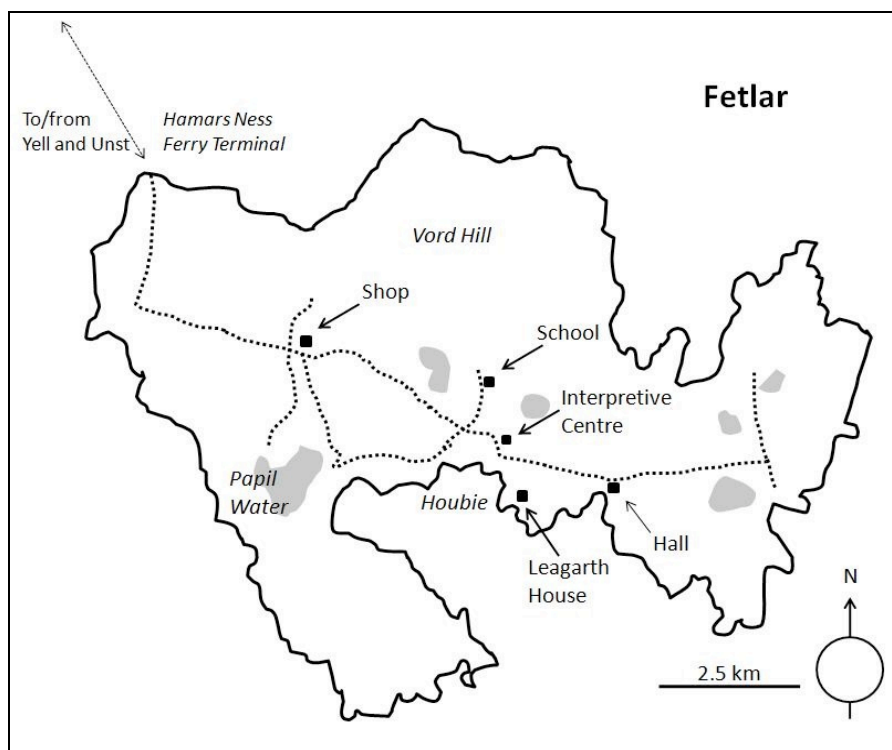 Fetlar
To/from
Yell and Unst
Hamars Ness
Ferry Terminal
Vord Hill
Shop
School
Interpretive
Centre
Papil
Water
Houbie
Leagarth
House
Hall
N
2.5 km